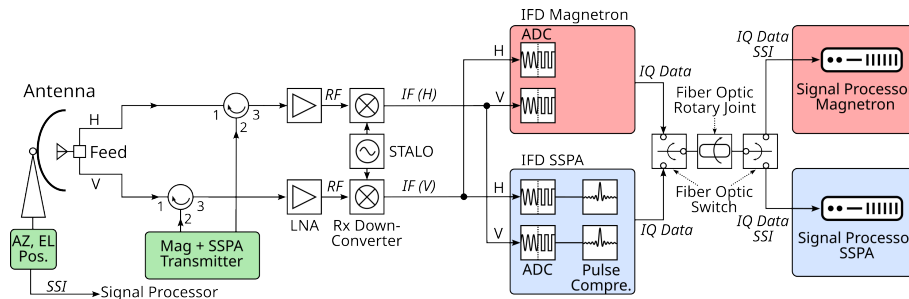 IFD Magnetron
ADC
H
V
Antenna
H
Feed
V
1
2
3
1
2
3
RF
IF (H)
STALO
RF
IF (V)
LNA
Rx Down-
Converter
Mag + SSPA
Transmitter
AZ, EL
Pos.
SSI
Signal Processor
IFD SSPA
H
V
ADC
Pulse
Compre.
IQ Data
IQ Data
Fiber Optic
Rotary Joint
Fiber Optic
Switch
IQ Data
SSI
IQ Data
SSI
Signal Processo
Magnetron
Signal Processo
SSPA